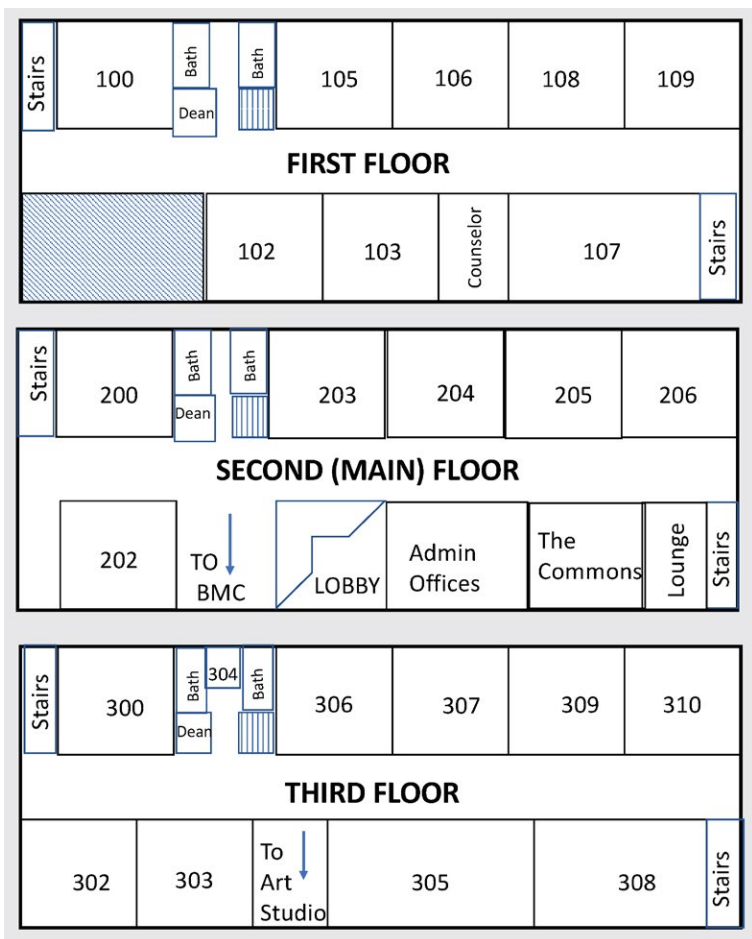 Stairs
100
Bath
Dean
Bath
105
106
108
109
FIRST FLOOR
102
103
Counselor
107
Stairs
Stairs
200
Bath
Dean
Bath
203
204
205
206
SECOND (MAIN) FLOOR
202
TO
BMC
LOBBY
Admin
Offices
The
Commons
Lounge
Stairs
Stairs
300
Bath
Dean
304
Bath
306
307
309
310
THIRD FLOOR
302
303
To
Art
Studio
305
308
Stairs